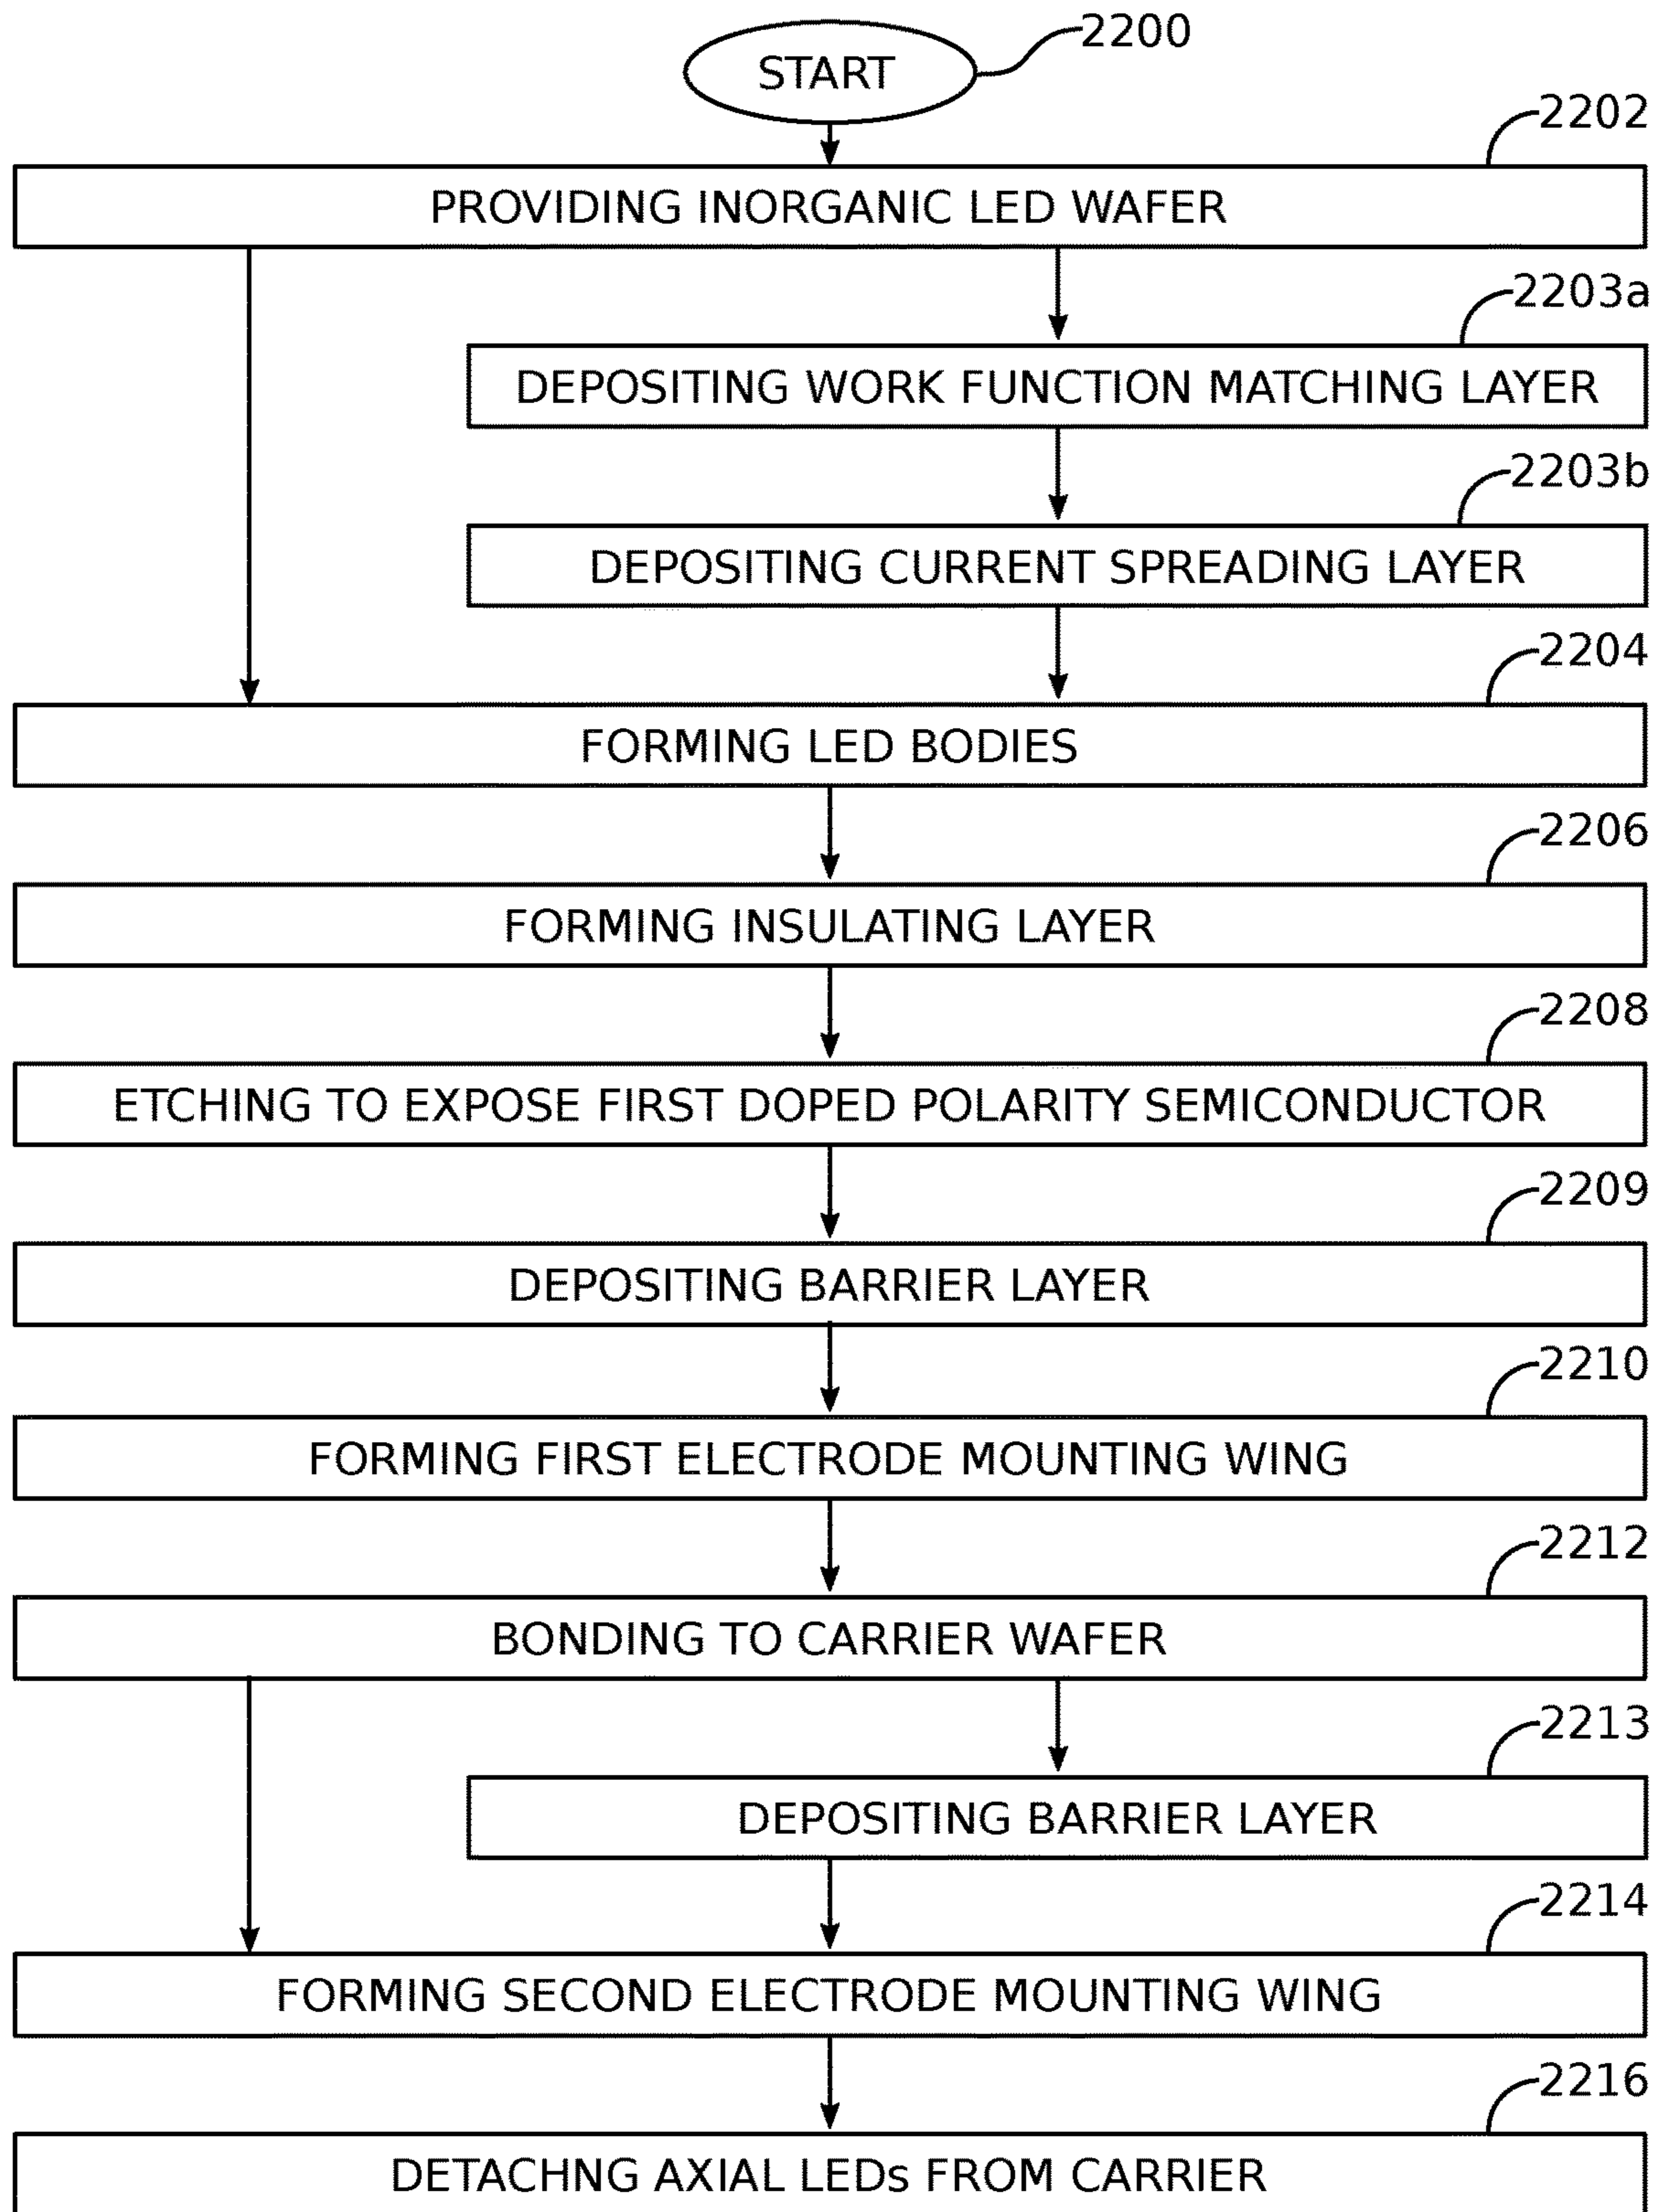 2200
START
2202
PROVIDING INORGANIC LED WAFER
2203a
DEPOSITING WORK FUNCTION MATCHING LAYER
2203b
DEPOSITING CURRENT SPREADING LAYER
2204
FORMING LED BODIES
2206
FORMING INSULATING LAYER
2208
ETCHING TO EXPOSE FIRST DOPED POLARITY SEMICONDUCTOR
2209
DEPOSITING BARRIER LAYER
2210
FORMING FIRST ELECTRODE MOUNTING WING
2212
BONDING TO CARRIER WAFER
2213
DEPOSITING BARRIER LAYER
2214
FORMING SECOND ELECTRODE MOUNTING WING
2216
DETACHNG AXIAL LEDs FROM CARRIER